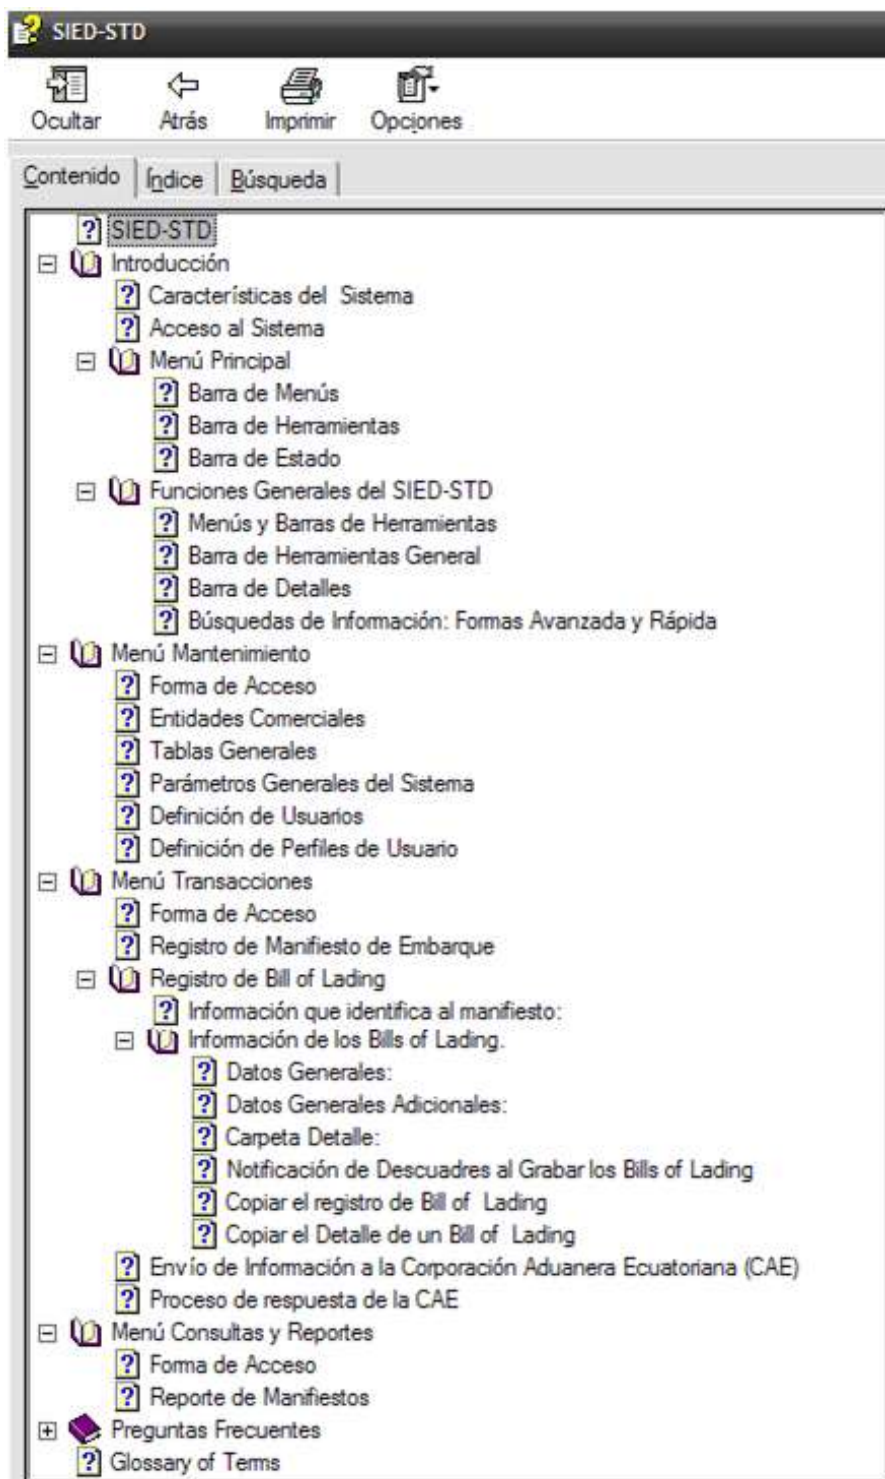 SIED-STD
Ocultar Atrás Imprimir Opciones
Contenido Índice Búsqueda
SIED-STD
Introducción
Características del Sistema
Acceso al Sistema
Menú Principal
Barra de Menús
Barra de Herramientas
Barra de Estado
Funciones Generales del SIED-STD
Menús y Barras de Herramientas
Barra de Herramientas General
Barra de Detalles
Búsquedas de Información: Formas Avanzada y Rápida
Menú Mantenimiento
Forma de Acceso
Entidades Comerciales
Tablas Generales
Parámetros Generales del Sistema
Definición de Usuarios
Definición de Perfiles de Usuario
Menú Transacciones
Forma de Acceso
Registro de Manifiesto de Embarque
Registro de Bill of Lading
Información que identifica al manifiesto:
Información de los Bills of Lading.
Datos Generales:
Datos Generales Adicionales:
Carpeta Detalle:
Notificación de Descuadres al Grabar los Bills of Lading
Copiar el registro de Bill of Lading
Copiar el Detalle de un Bill of Lading
Envío de Información a la Corporación Aduanera Ecuatoriana (CAE)
Proceso de respuesta de la CAE
Menú Consultas y Reportes
Forma de Acceso
Reporte de Manifiestos
Preguntas Frecuentes
Glossary of Terms